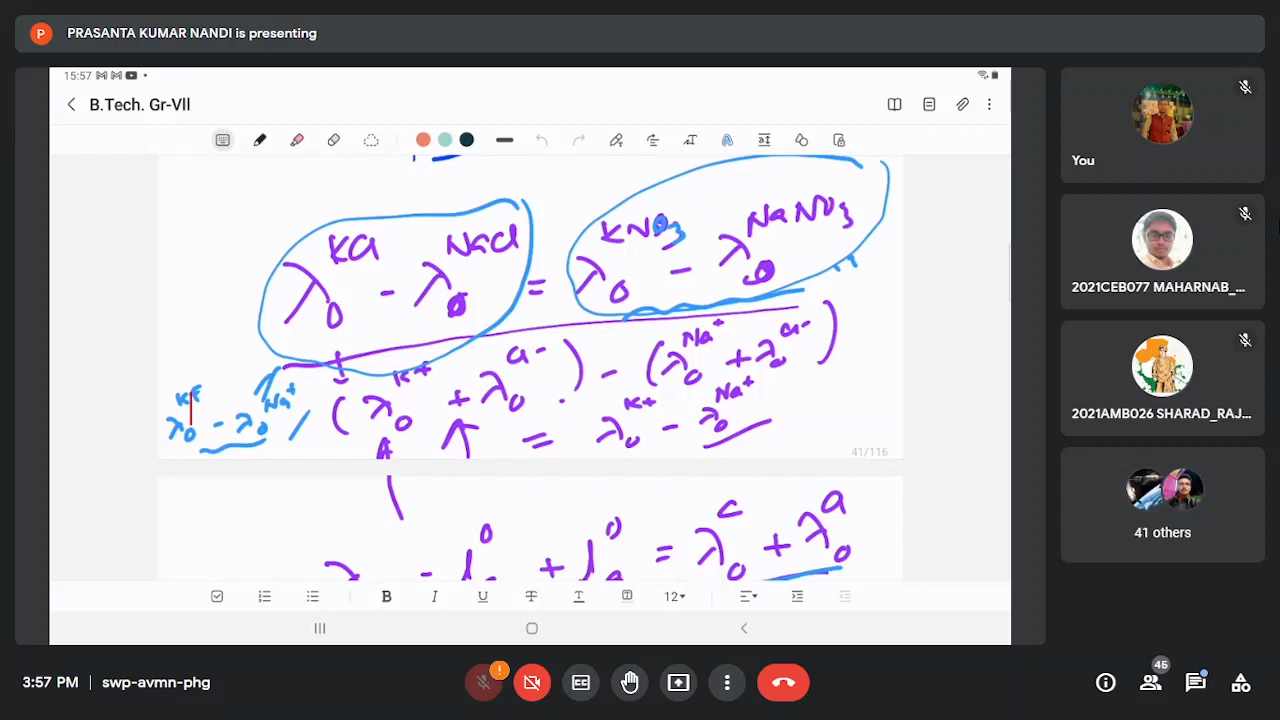 P PRASANTA KUMAR NANDI is presenting
15:57
B.Tech. Gr-VII
λ₀^KCl - λ₀^NaCl = λ₀^KNO₃ - λ₀^NaNO₃
(λ₀^K+ + λ₀^Cl-) - (λ₀^Na+ + λ₀^Cl-)
λ₀^K+ - λ₀^Na+
= λ₀^K+ - λ₀^Na+
41/116
= λ₀^c + λ₀^a
B I U T T 12
You
2021CEB077 MAHARNAB_...
2021AMB026 SHARAD_RAJ...
41 others
3:57 PM | swp-avmn-phg
45